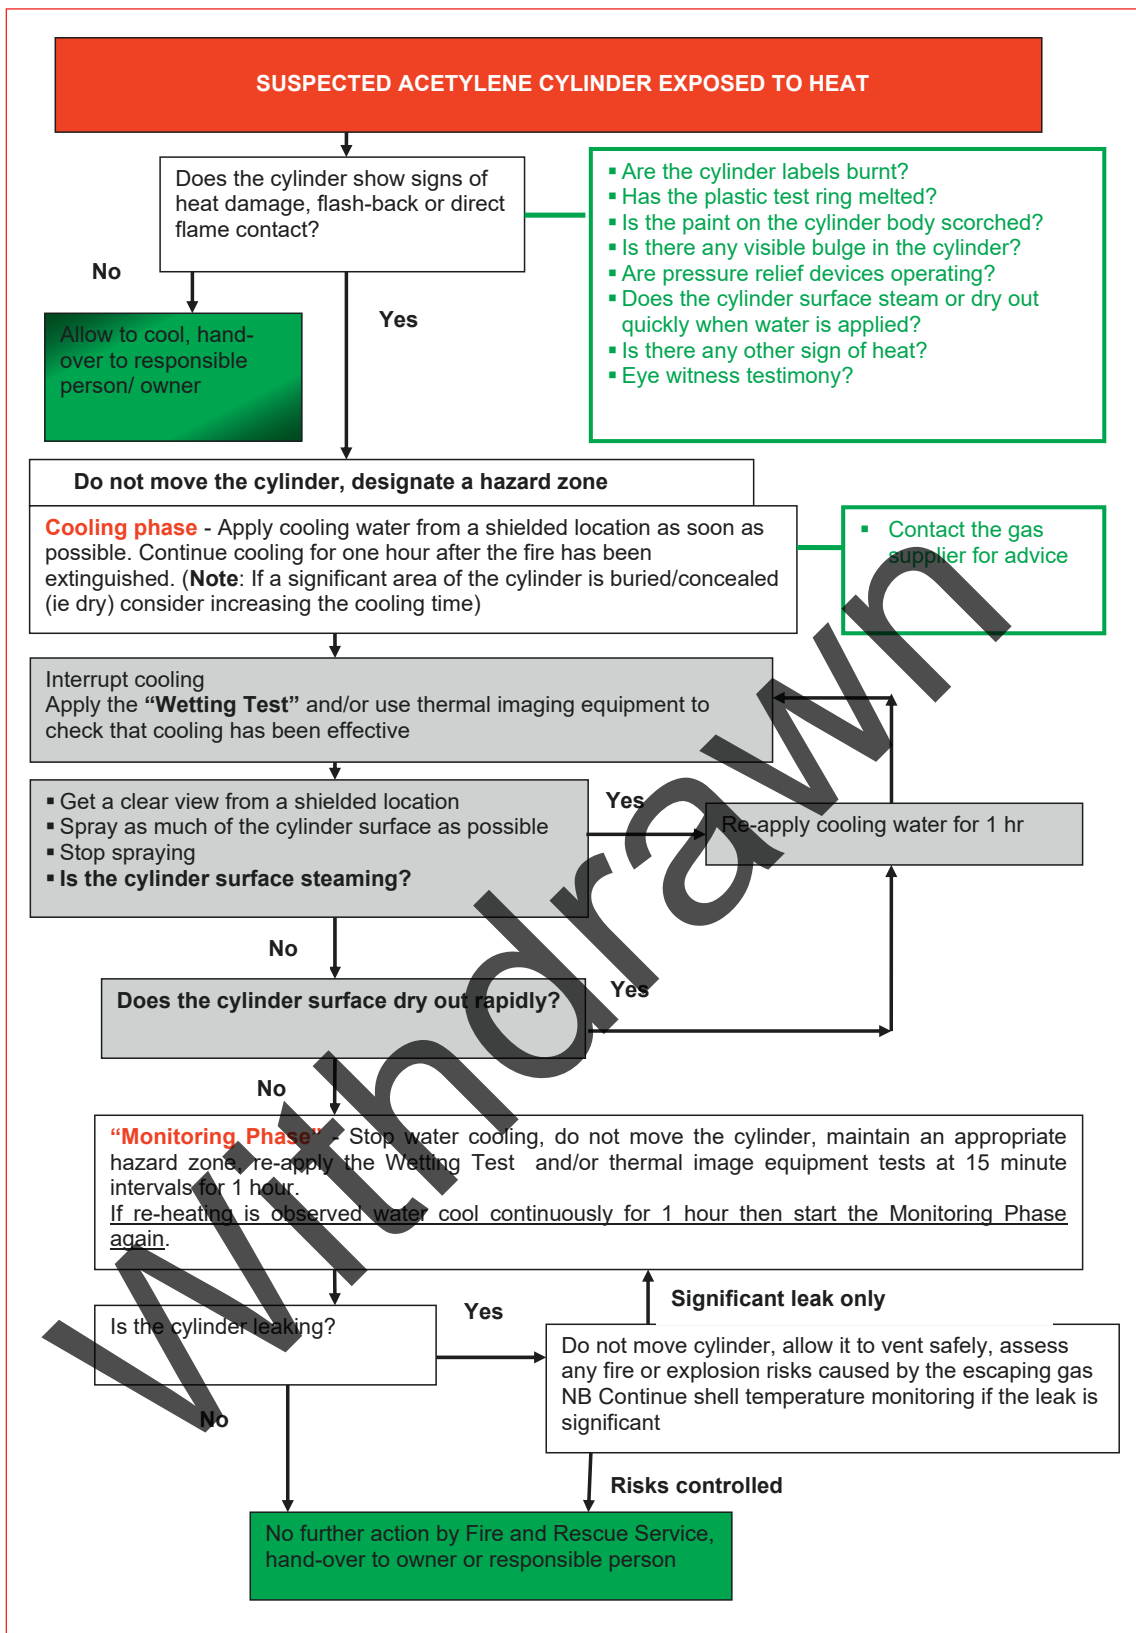 SUSPECTED ACETYLENE CYLINDER EXPOSED TO HEAT
Does the cylinder show signs of
heat damage, flash-back or direct
flame contact?
▪ Are the cylinder labels burnt?
▪ Has the plastic test ring melted?
▪ Is the paint on the cylinder body scorched?
▪ Is there any visible bulge in the cylinder?
▪ Are pressure relief devices operating?
▪ Does the cylinder surface steam or dry out
quickly when water is applied?
▪ Is there any other sign of heat?
▪ Eye witness testimony?
No
Yes
Allow to cool, hand-
over to responsible
person/ owner
Do not move the cylinder, designate a hazard zone
Cooling phase - Apply cooling water from a shielded location as soon as
possible. Continue cooling for one hour after the fire has been
extinguished. (Note: If a significant area of the cylinder is buried/concealed
(ie dry) consider increasing the cooling time)
▪ Contact the gas
supplier for advice
Interrupt cooling
Apply the “Wetting Test” and/or use thermal imaging equipment to
check that cooling has been effective
▪ Get a clear view from a shielded location
▪ Spray as much of the cylinder surface as possible
▪ Stop spraying
▪ Is the cylinder surface steaming?
Yes
Re-apply cooling water for 1 hr
No
Does the cylinder surface dry out rapidly?
Yes
No
“Monitoring Phase” - Stop water cooling, do not move the cylinder, maintain an appropriate
hazard zone, re-apply the Wetting Test and/or thermal image equipment tests at 15 minute
intervals for 1 hour.
If re-heating is observed water cool continuously for 1 hour then start the Monitoring Phase
again.
Is the cylinder leaking?
Yes
Significant leak only
Do not move cylinder, allow it to vent safely, assess
any fire or explosion risks caused by the escaping gas
NB Continue shell temperature monitoring if the leak is
significant
No
Risks controlled
No further action by Fire and Rescue Service,
hand-over to owner or responsible person
Withdrawn